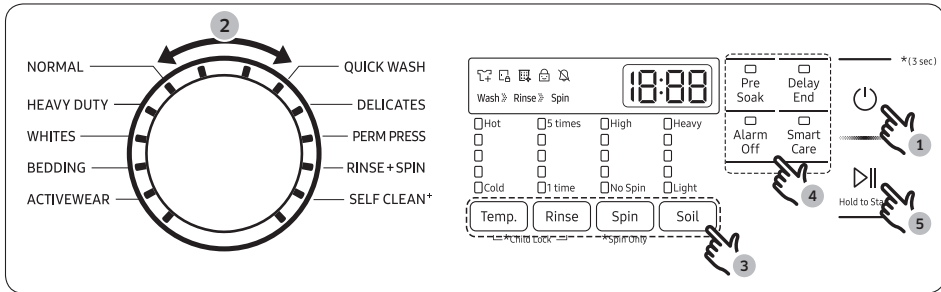 2
NORMAL
HEAVY DUTY
WHITES
BEDDING
ACTIVEWEAR
QUICK WASH
DELICATES
PERM PRESS
RINSE+SPIN
SELF CLEAN+
18:88
Wash Rinse Spin
Hot 5 times High Heavy
Cold 1 time No Spin Light
Temp. Rinse Spin Soil
*Child Lock *Spin Only
3
Pre Soak
Delay End
Alarm Off
Smart Care
4
*(3 sec)
1
Hold to
5